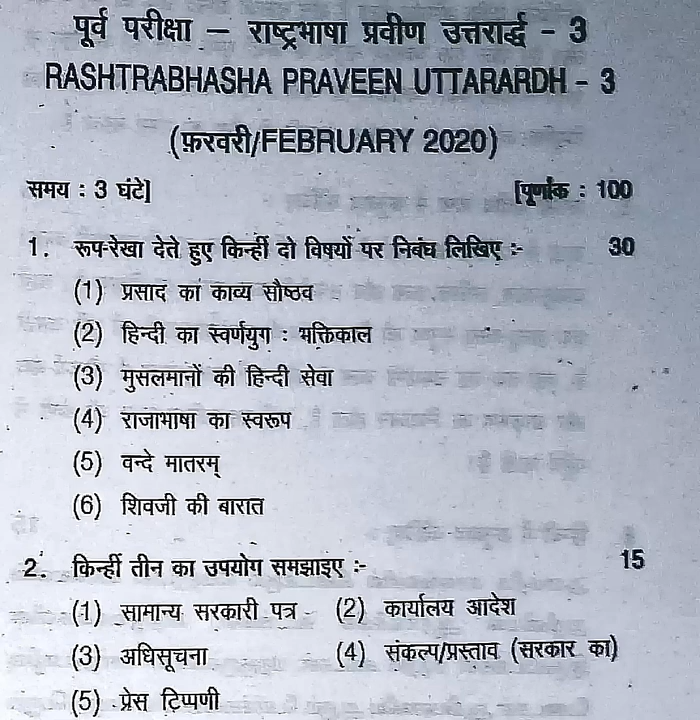 पूर्व परीक्षा – राष्ट्रभाषा प्रवीण उत्तरार्द्ध - 3
RASHTRABHASHA PRAVEEN UTTARARDH - 3
(फ़रवरी/FEBRUARY 2020)
समय : 3 घंटे] [पूर्णांक : 100
1. रूप-रेखा देते हुए किन्हीं दो विषयों पर निबंध लिखिए :- 30
(1) प्रसाद का काव्य सौष्ठव
(2) हिन्दी का स्वर्णयुग : भक्तिकाल
(3) मुसलमानों की हिन्दी सेवा
(4) राजाभाषा का स्वरूप
(5) वन्दे मातरम्
(6) शिवजी की बारात
2. किन्हीं तीन का उपयोग समझाइए :- 15
(1) सामान्य सरकारी पत्र (2) कार्यालय आदेश
(3) अधिसूचना (4) संकल्प/प्रस्ताव (सरकार का)
(5) प्रेस टिप्पणी